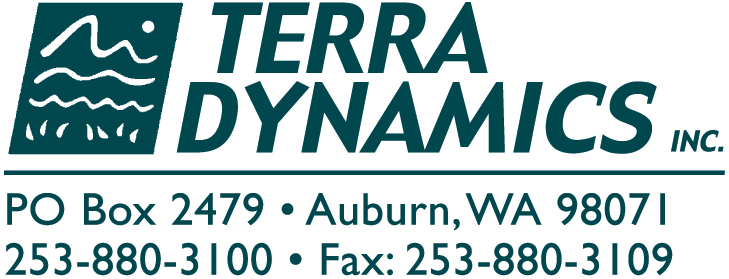 TERRA
DYNAMICS INC.
PO Box 2479 • Auburn, WA 98071
253-880-3100 • Fax: 253-880-3109